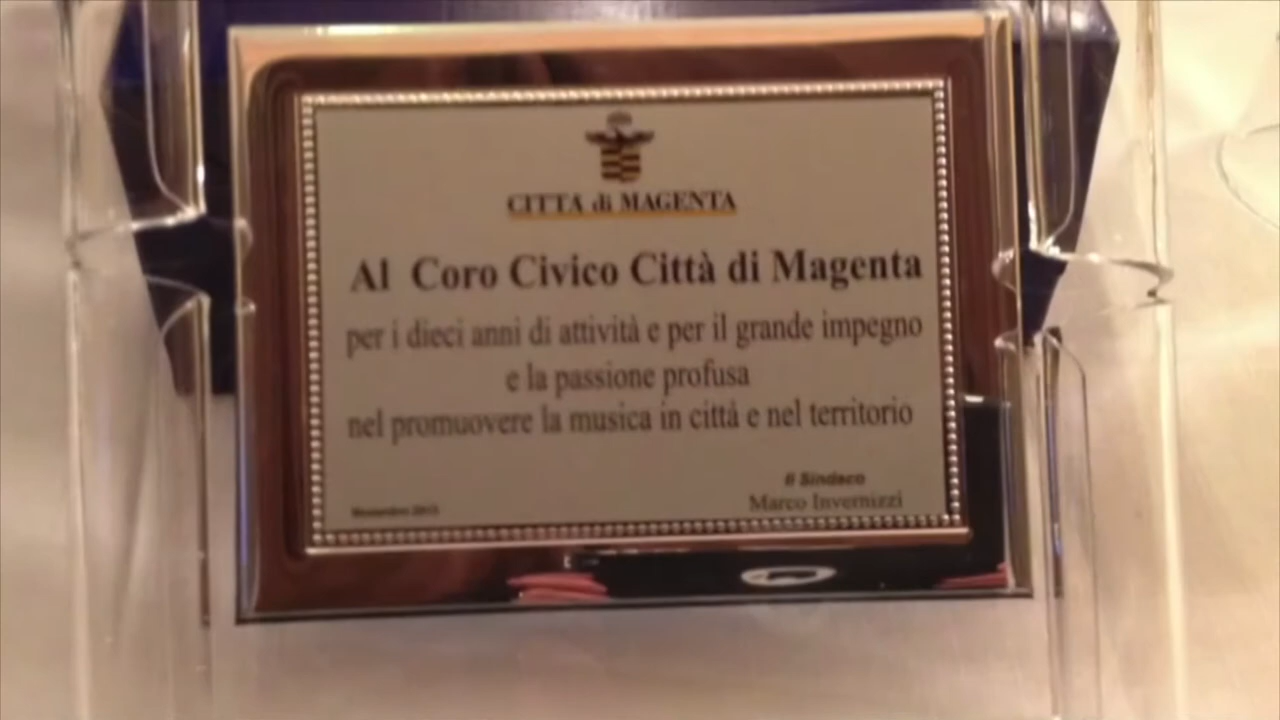 CITTA di MAGENTA
Al Coro Civico Città di Magenta
per i dieci anni di attività e per il grande impegno
e la passione profusa
nel promuovere la musica in città e nel territorio
Il Sindaco
Marco Invernizzi